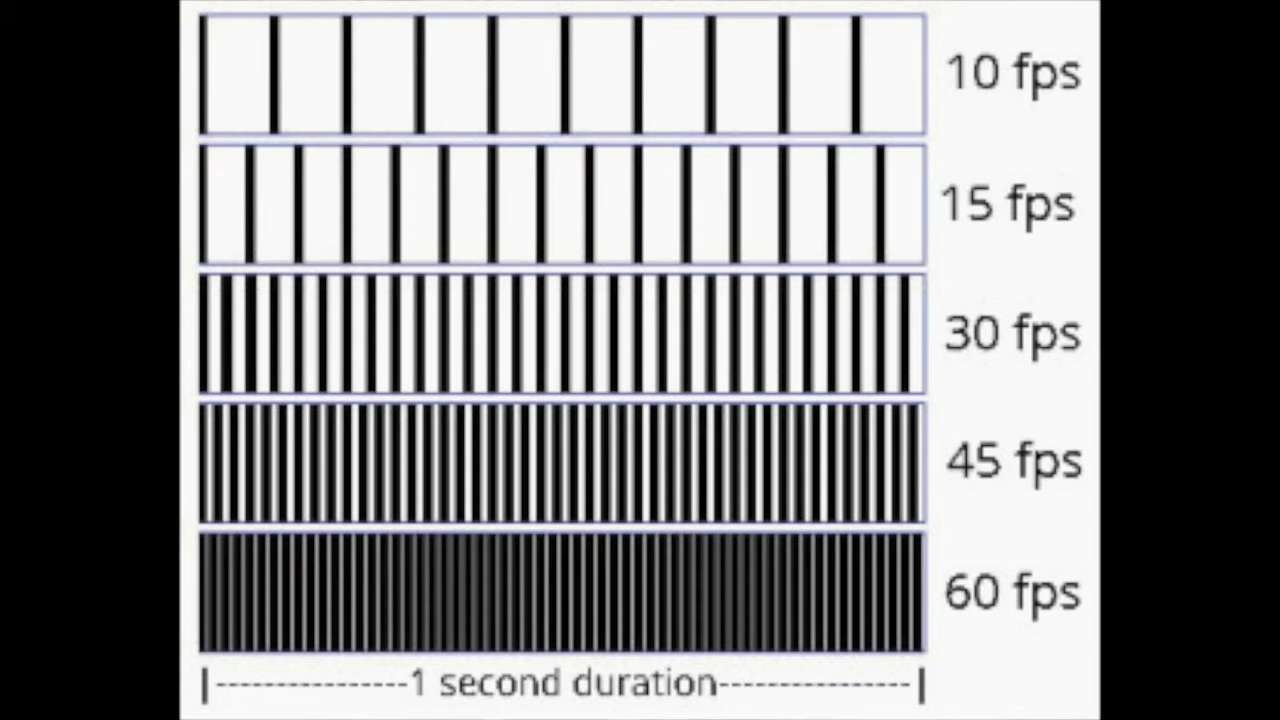 10 fps
15 fps
30 fps
45 fps
60 fps
|----------------1 second duration----------------|